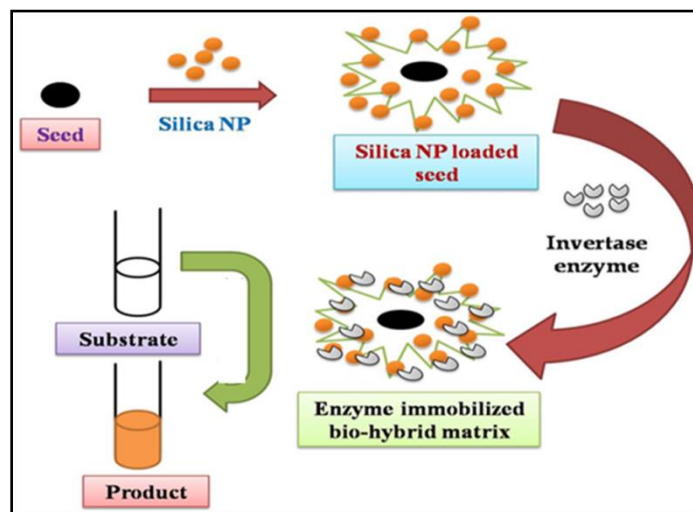 Seed
Silica NP
Silica NP loaded
seed
Invertase
enzyme
Enzyme immobilized
bio-hybrid matrix
Substrate
Product